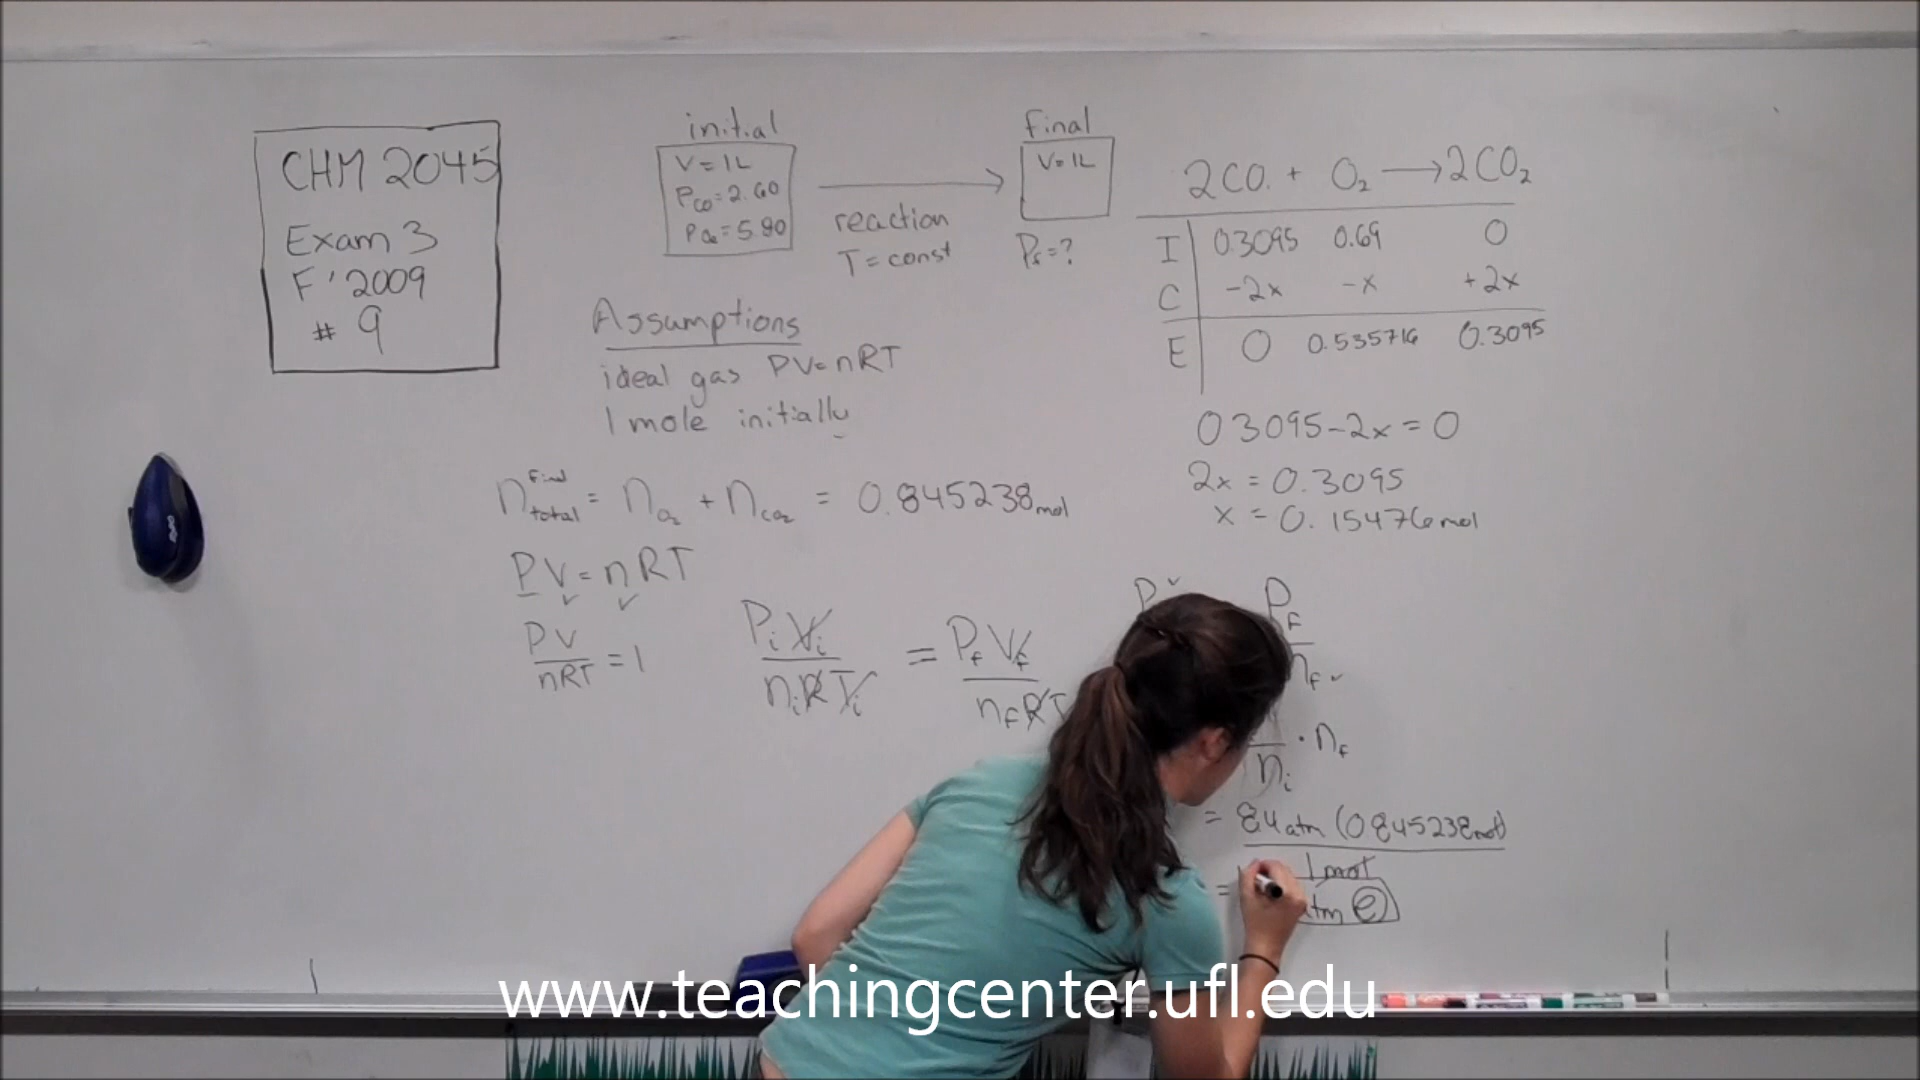 CHM 2045
Exam 3
F'2009
# 9
initial
V = 1L
PCO = 2.60
PO2 = 5.80
reaction
T = const
Final
V = 1L
Pf = ?
2CO + O2 → 2CO2
I 0.3095 0.69 0
C -2x -x +2x
E 0 0.535716 0.3095
0.3095 - 2x = 0
2x = 0.3095
x = 0.15476 mol
Assumptions
ideal gas PV = nRT
1 mole initially
n final total = nO2 + nCO2 = 0.845238 mol
PV = nRT
PV / nRT = 1
PiVi / niRTi = PfVf / nfRT
Pf / nf
/ ni · nf
= 8.4 atm (0.845238 mol)
1 mol
= atm e
www.teachingcenter.ufl.edu